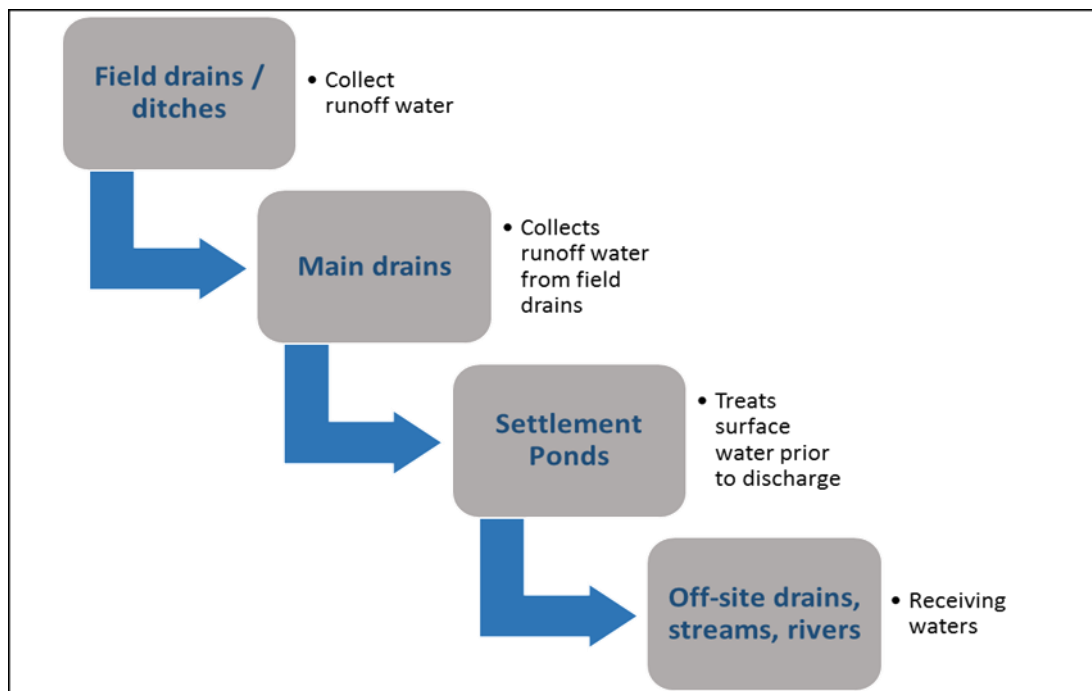 Field drains /
ditches
• Collect
runoff water
Main drains
• Collects
runoff water
from field
drains
Settlement
Ponds
• Treats
surface
water prior
to discharge
Off-site drains,
streams, rivers
• Receiving
waters